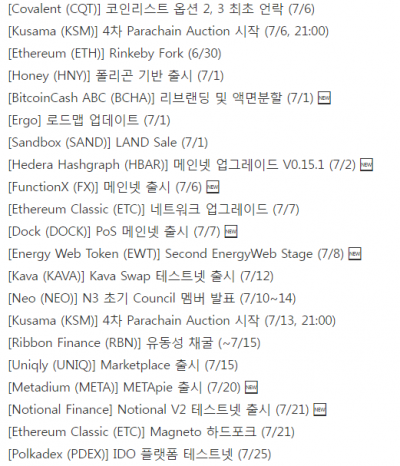 [Covalent (CQT)] 코인리스트 옵션 2, 3 최초 언락 (7/6)
[Kusama (KSM)] 4차 Parachain Auction 시작 (7/6, 21:00)
[Ethereum (ETH)] Rinkeby Fork (6/30)
[Honey (HNY)] 폴리곤 기반 출시 (7/1)
[BitcoinCash ABC (BCHA)] 리브랜딩 및 액면분할 (7/1) NEW
[Ergo] 로드맵 업데이트 (7/1)
[Sandbox (SAND)] LAND Sale (7/1)
[Hedera Hashgraph (HBAR)] 메인넷 업그레이드 V0.15.1 (7/2) NEW
[FunctionX (FX)] 메인넷 출시 (7/6) NEW
[Ethereum Classic (ETC)] 네트워크 업그레이드 (7/7)
[Dock (DOCK)] PoS 메인넷 출시 (7/7) NEW
[Energy Web Token (EWT)] Second EnergyWeb Stage (7/8) NEW
[Kava (KAVA)] Kava Swap 테스트넷 출시 (7/12)
[Neo (NEO)] N3 초기 Council 멤버 발표 (7/10~14)
[Kusama (KSM)] 4차 Parachain Auction 시작 (7/13, 21:00)
[Ribbon Finance (RBN)] 유동성 채굴 (~7/15)
[Uniqly (UNIQ)] Marketplace 출시 (7/15)
[Metadium (META)] METApie 출시 (7/20) NEW
[Notional Finance] Notional V2 테스트넷 출시 (7/21) NEW
[Ethereum Classic (ETC)] Magneto 하드포크 (7/21)
[Polkadex (PDEX)] IDO 플랫폼 테스트넷 (7/25)